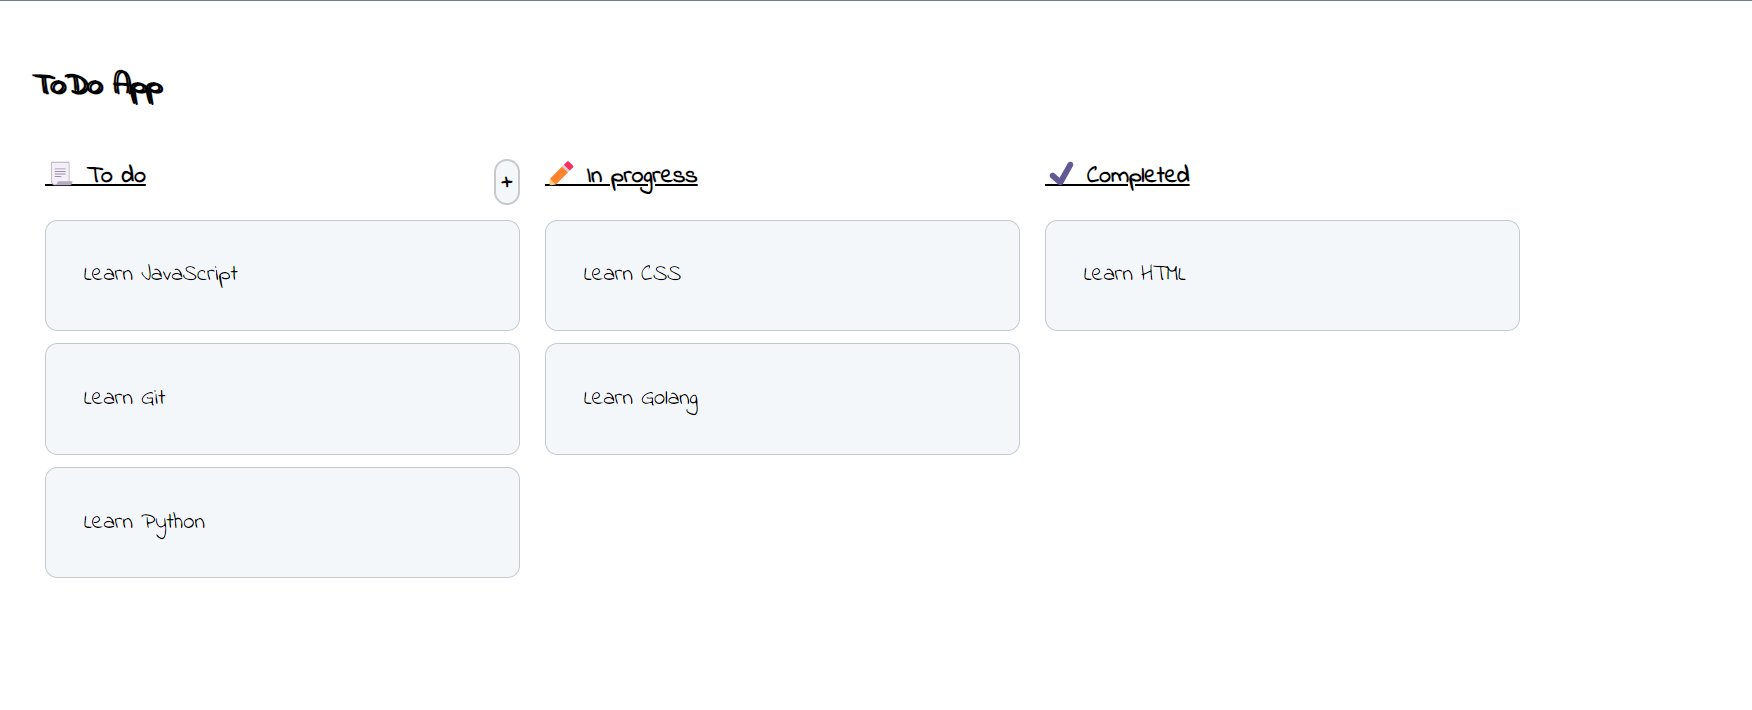 ToDo App
To do
+
Learn JavaScript
Learn Git
Learn Python
In progress
Learn CSS
Learn Golang
Completed
Learn HTML